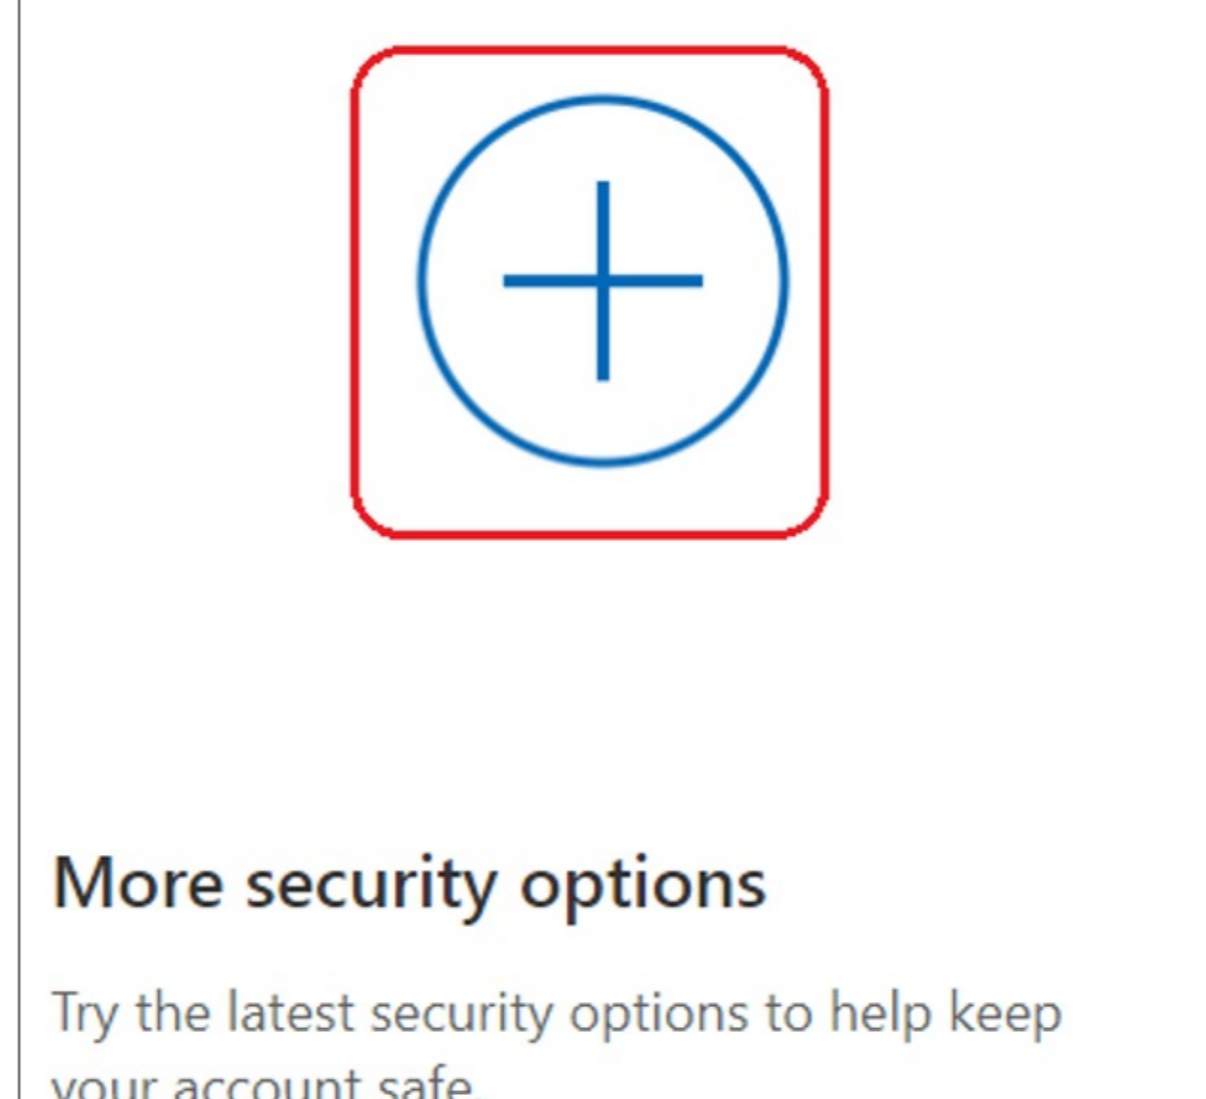 More security options
Try the latest security options to help keep
your account safe.